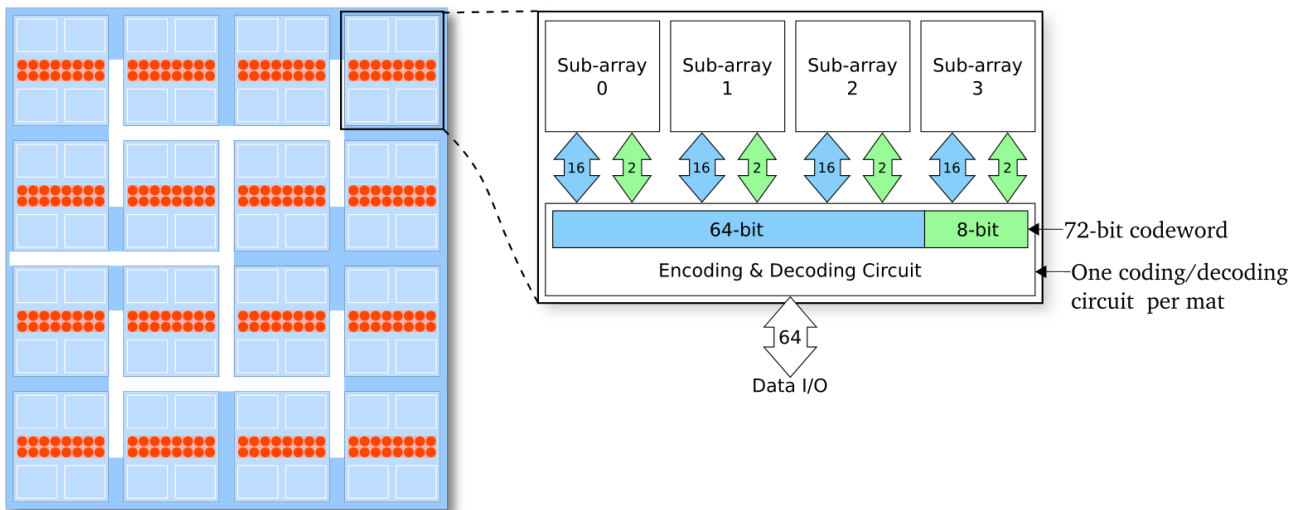 Sub-array
0
Sub-array
1
Sub-array
2
Sub-array
3
16
2
16
2
16
2
16
2
64-bit
8-bit
72-bit codeword
Encoding & Decoding Circuit
One coding/decoding
circuit per mat
64
Data I/O